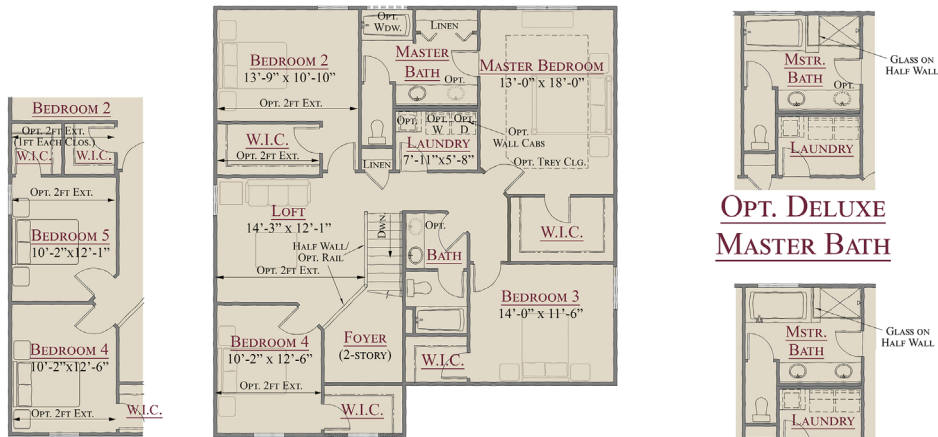 BEDROOM 2
OPT. 2FT EXT.
(1FT EACH CLOS.)
W.I.C.
W.I.C.
OPT. 2FT EXT.
BEDROOM 5
10'-2"x12'-1"
BEDROOM 4
10'-2"x12'-6"
OPT. 2FT EXT.
W.I.C.
BEDROOM 2
13'-9" x 10'-10"
OPT. 2FT EXT.
W.I.C.
OPT. 2FT EXT.
OPT.
WDW.
LINEN
MASTER
BATH
OPT.
MASTER BEDROOM
13'-0" x 18'-0"
OPT.
OPT.
W
OPT.
D
LAUNDRY
7'-11"x5'-8"
OPT.
WALL CABS
LINEN
OPT. TREY CLG.
LOFT
14'-3" x 12'-1"
HALF WALL/
OPT. RAIL
OPT. 2FT EXT.
DWN.
OPT.
BATH
W.I.C.
BEDROOM 3
14'-0" x 11'-6"
BEDROOM 4
10'-2" x 12'-6"
OPT. 2FT EXT.
FOYER
(2-STORY)
W.I.C.
W.I.C.
MSTR.
BATH
OPT.
GLASS ON
HALF WALL
LAUNDRY
OPT. DELUXE
MASTER BATH
MSTR.
BATH
GLASS ON
HALF WALL
LAUNDRY